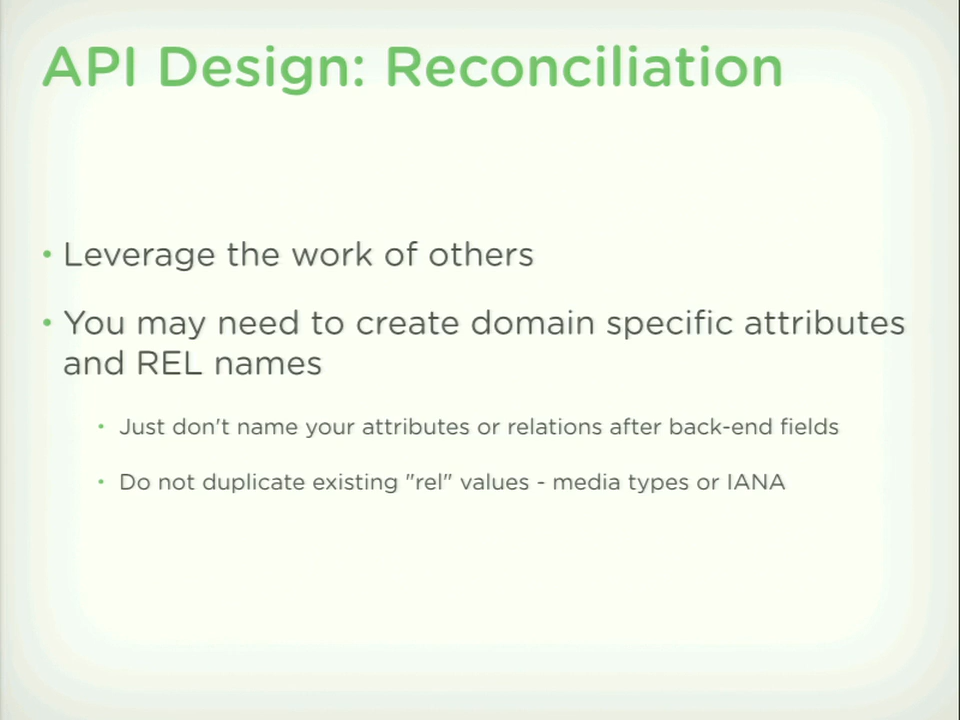 API Design: Reconciliation
• Leverage the work of others
• You may need to create domain specific attributes
and REL names
• Just don't name your attributes or relations after back-end fields
• Do not duplicate existing "rel" values - media types or IANA